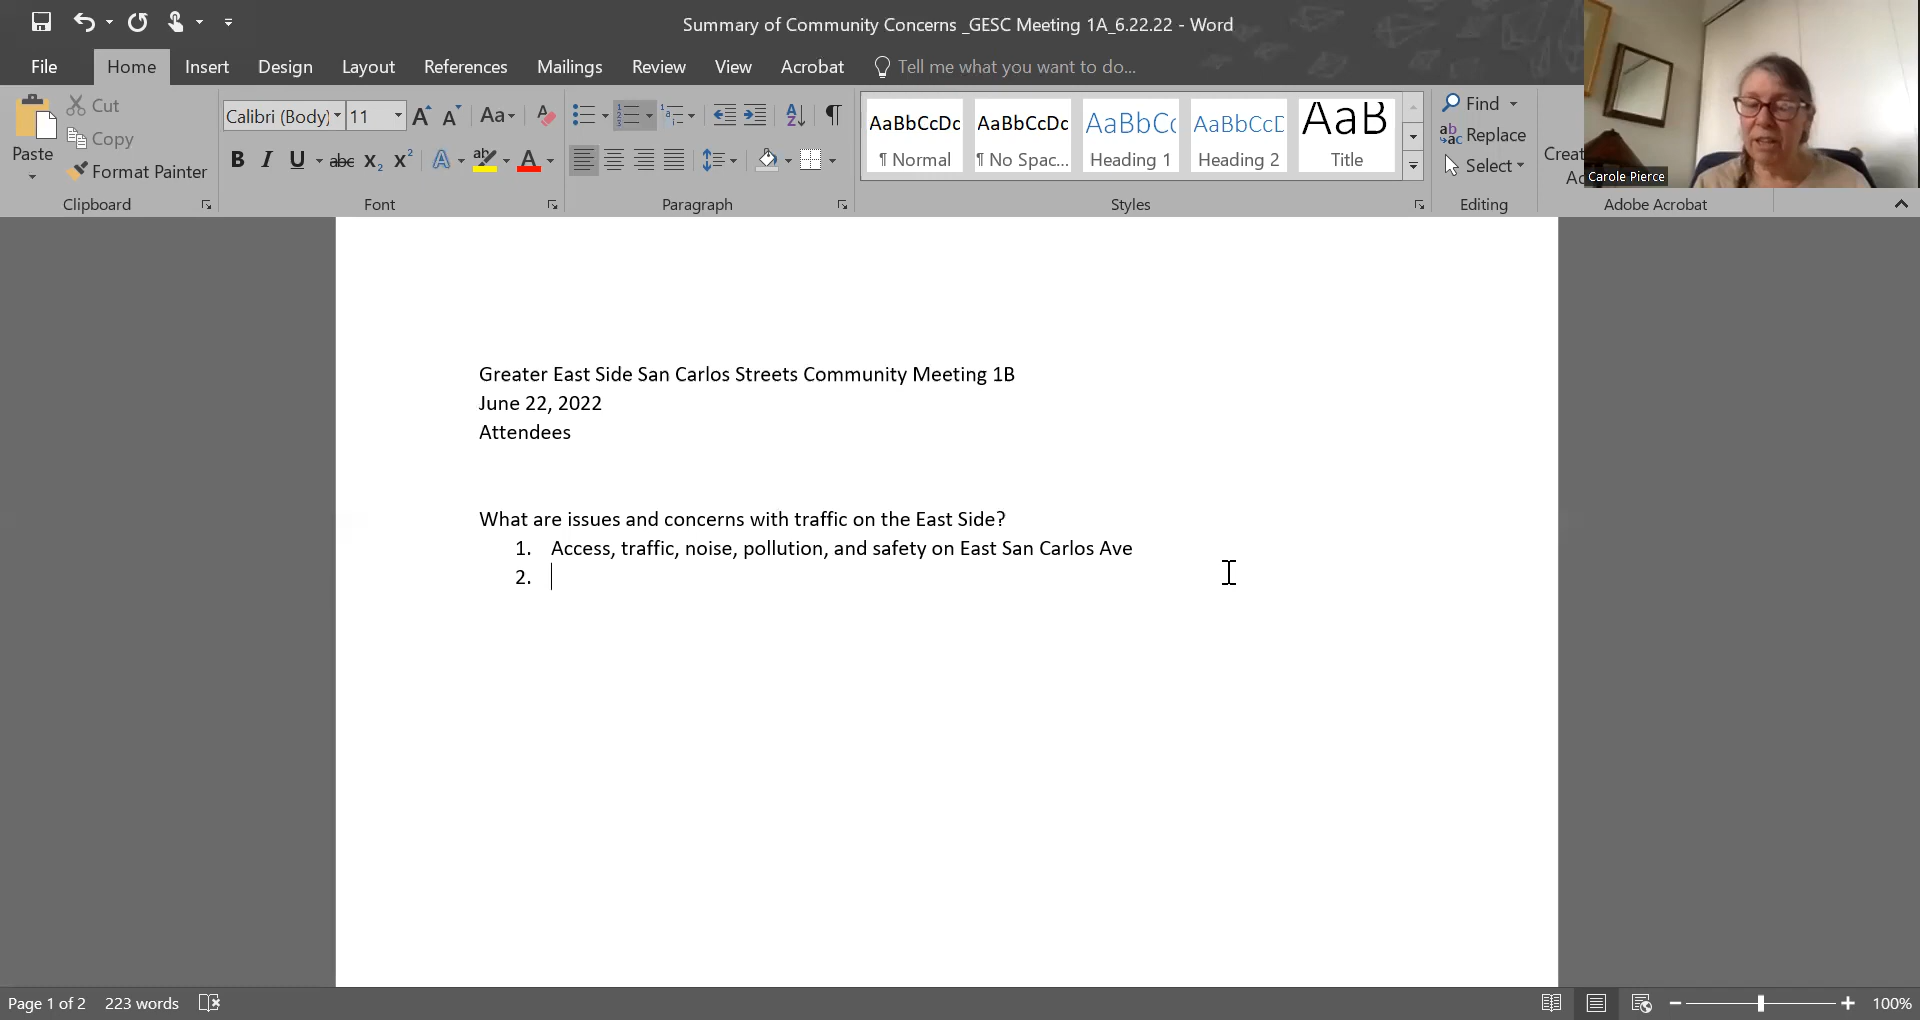 Summary of Community Concerns _GESC Meeting 1A_6.22.22 - Word
File Home Insert Design Layout References Mailings Review View Acrobat Tell me what you want to do...
Paste
Cut
Copy
Format Painter
Clipboard
Calibri (Body) 11
Font
Paragraph
AaBbCcDc AaBbCcDc AaBbCc AaBbCcD AaB
¶ Normal ¶ No Spac... Heading 1 Heading 2 Title
Styles
Find
Replace
Select
Editing
Adobe Acrobat
Carole Pierce
Greater East Side San Carlos Streets Community Meeting 1B
June 22, 2022
Attendees
What are issues and concerns with traffic on the East Side?
1. Access, traffic, noise, pollution, and safety on East San Carlos Ave
2.
Page 1 of 2 223 words 100%